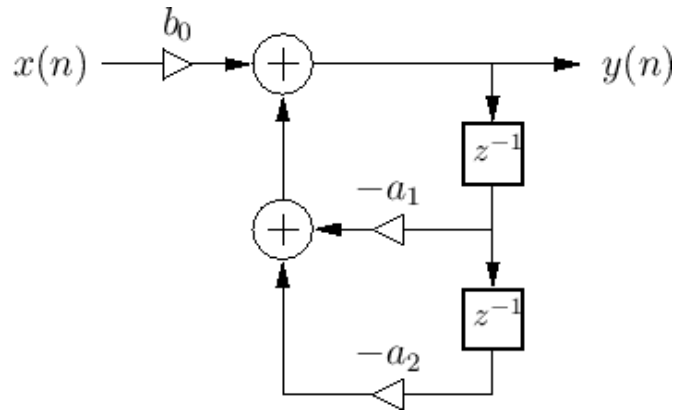 b₀
x(n) + y(n)
z⁻¹
-a₁
+
z⁻¹
-a₂